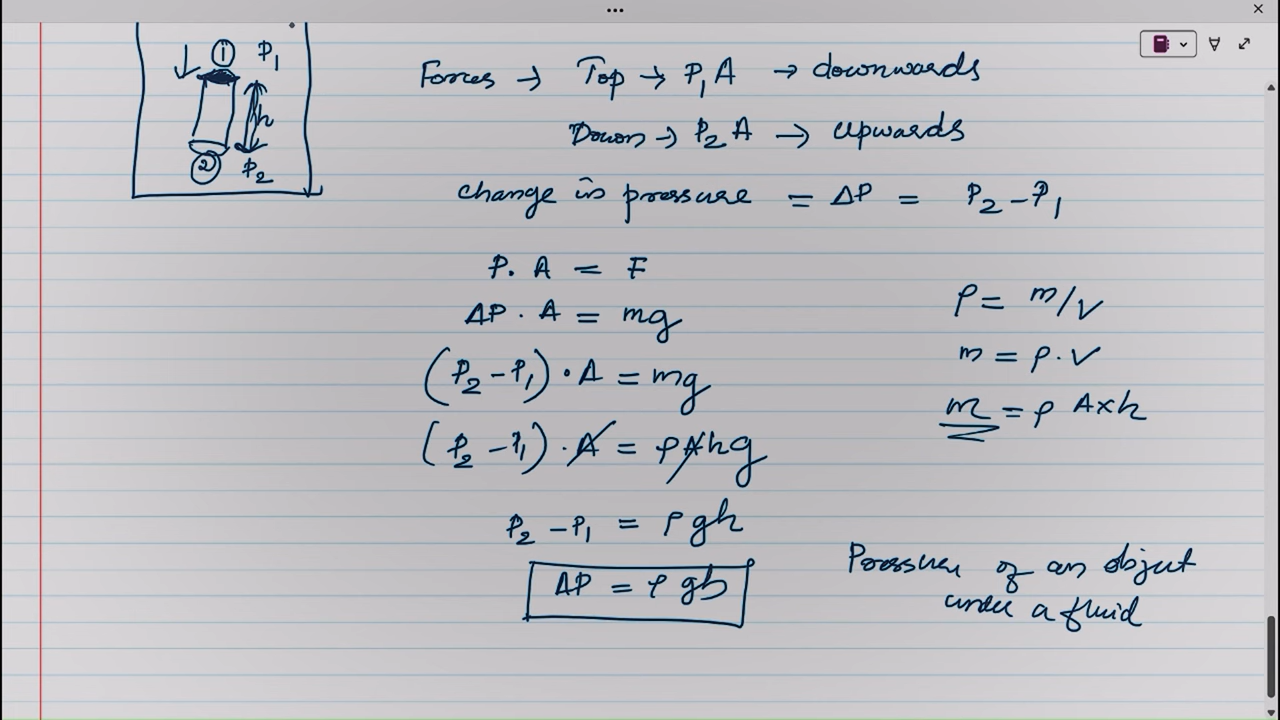 ① P₁
h
② P₂
Forces → Top → P₁A → downwards
Down → P₂A → upwards
change in pressure = ΔP = P₂ - P₁
P. A = F
ΔP · A = mg
(P₂ - P₁) · A = mg
(P₂ - P₁) · A = ρAhg
P₂ - P₁ = ρgh
ΔP = ρgh
ρ = m/V
m = ρ·V
m = ρ A×h
Pressure of an object
under a fluid